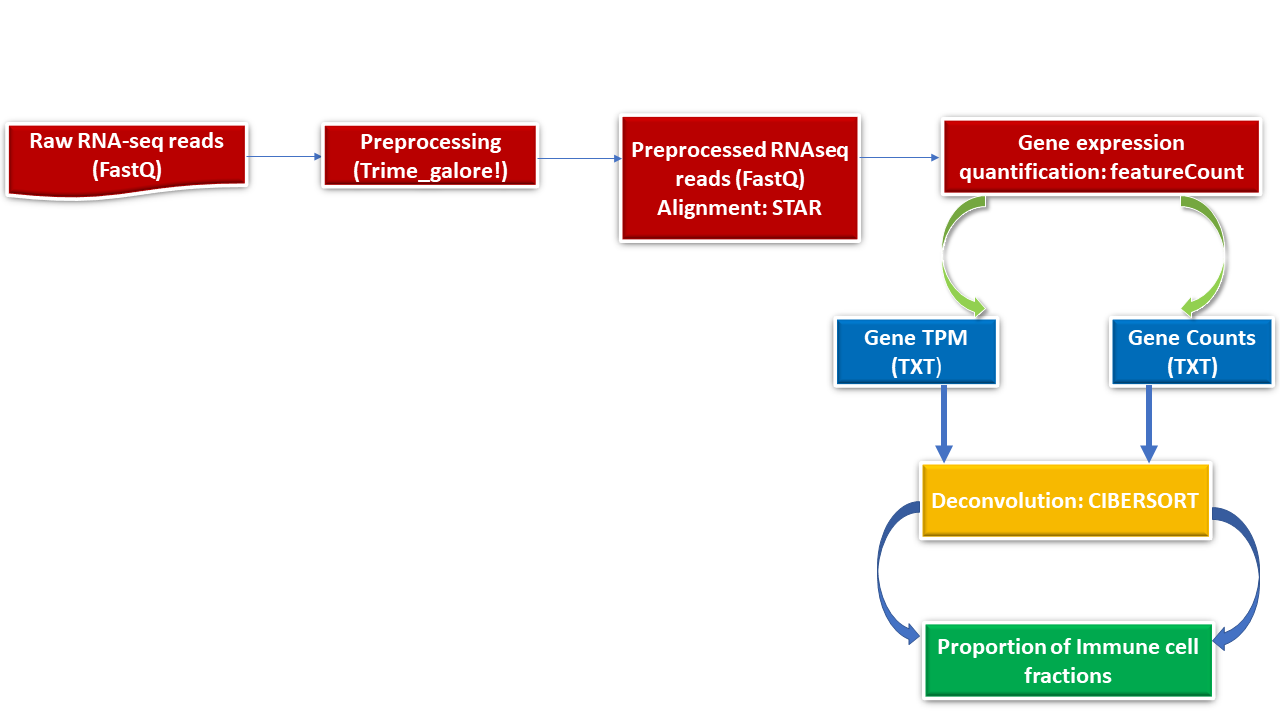 Raw RNA-seq reads
(FastQ)
Preprocessing
(Trime_galore!)
Preprocessed RNAseq
reads (FastQ)
Alignment: STAR
Gene expression
quantification: featureCount
Gene TPM
(TXT)
Gene Counts
(TXT)
Deconvolution: CIBERSORT
Proportion of Immune cell
fractions